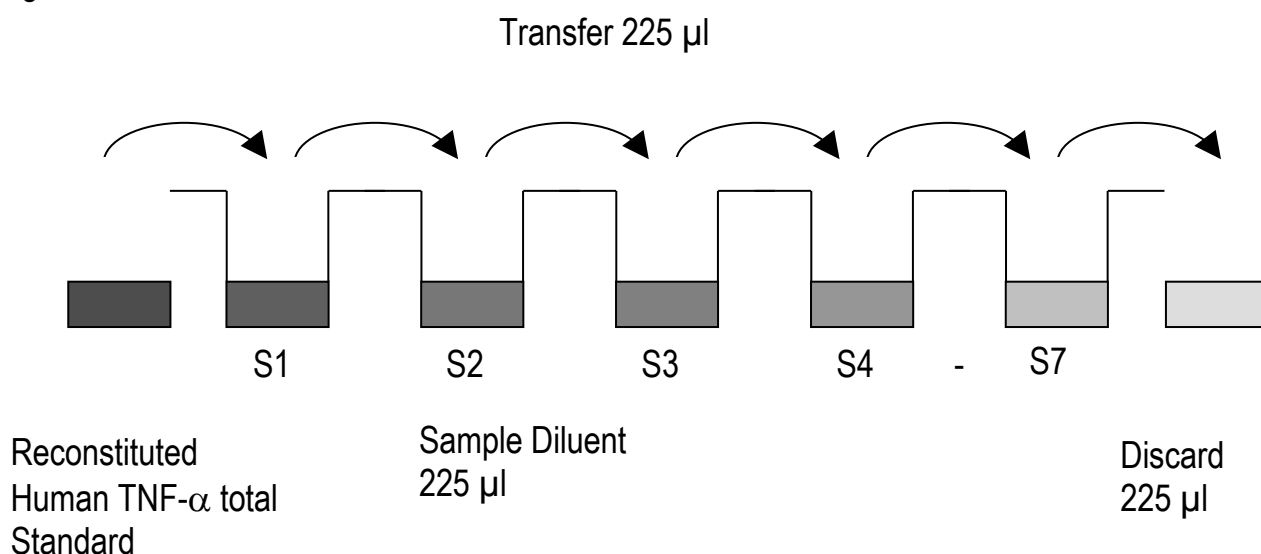 Transfer 225 µl
S1 S2 S3 S4 - S7
Reconstituted
Human TNF-α total
Standard
Sample Diluent
225 µl
Discard
225 µl